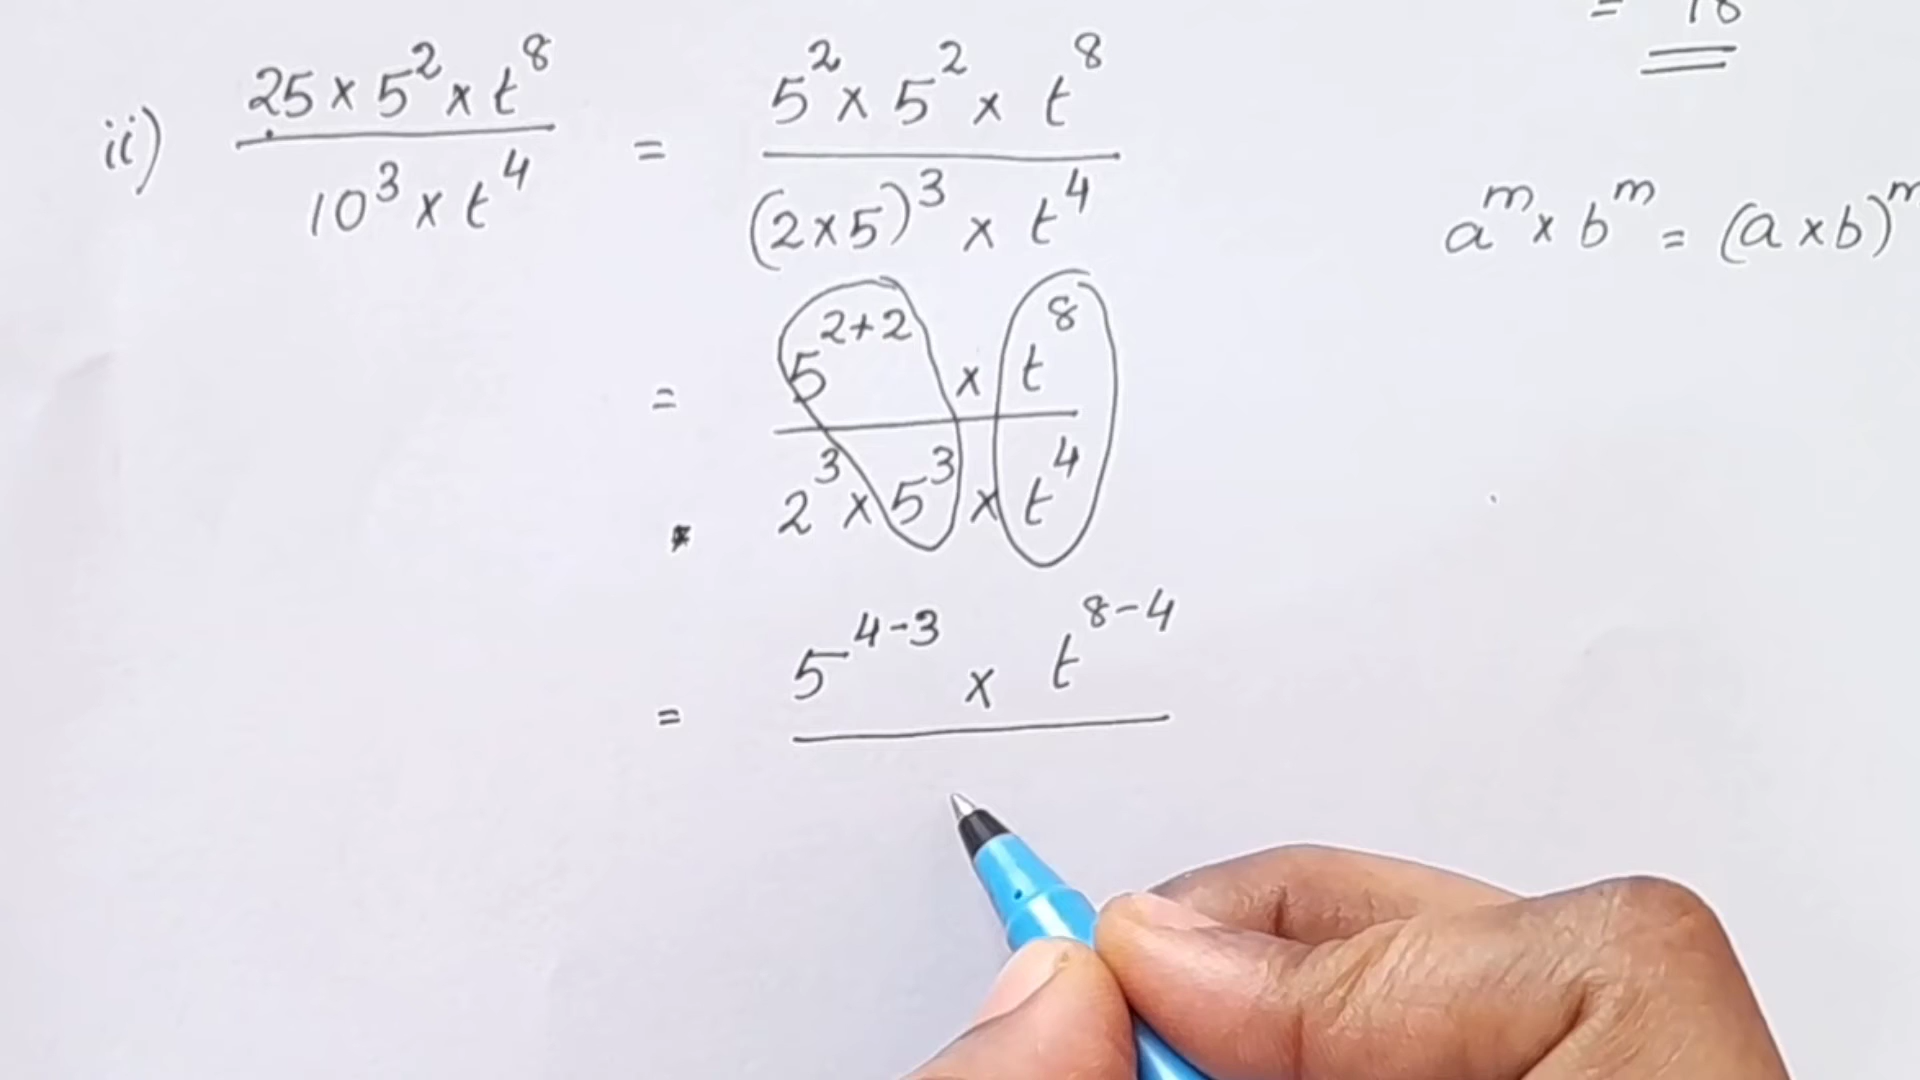 = 18
ii) 25 × 5² × t⁸ / 10³ × t⁴ = 5² × 5² × t⁸ / (2×5)³ × t⁴
aᵐ × bᵐ = (a × b)ᵐ
= 5²⁺² × t⁸ / 2³ × 5³ × t⁴
= 5⁴⁻³ × t⁸⁻⁴